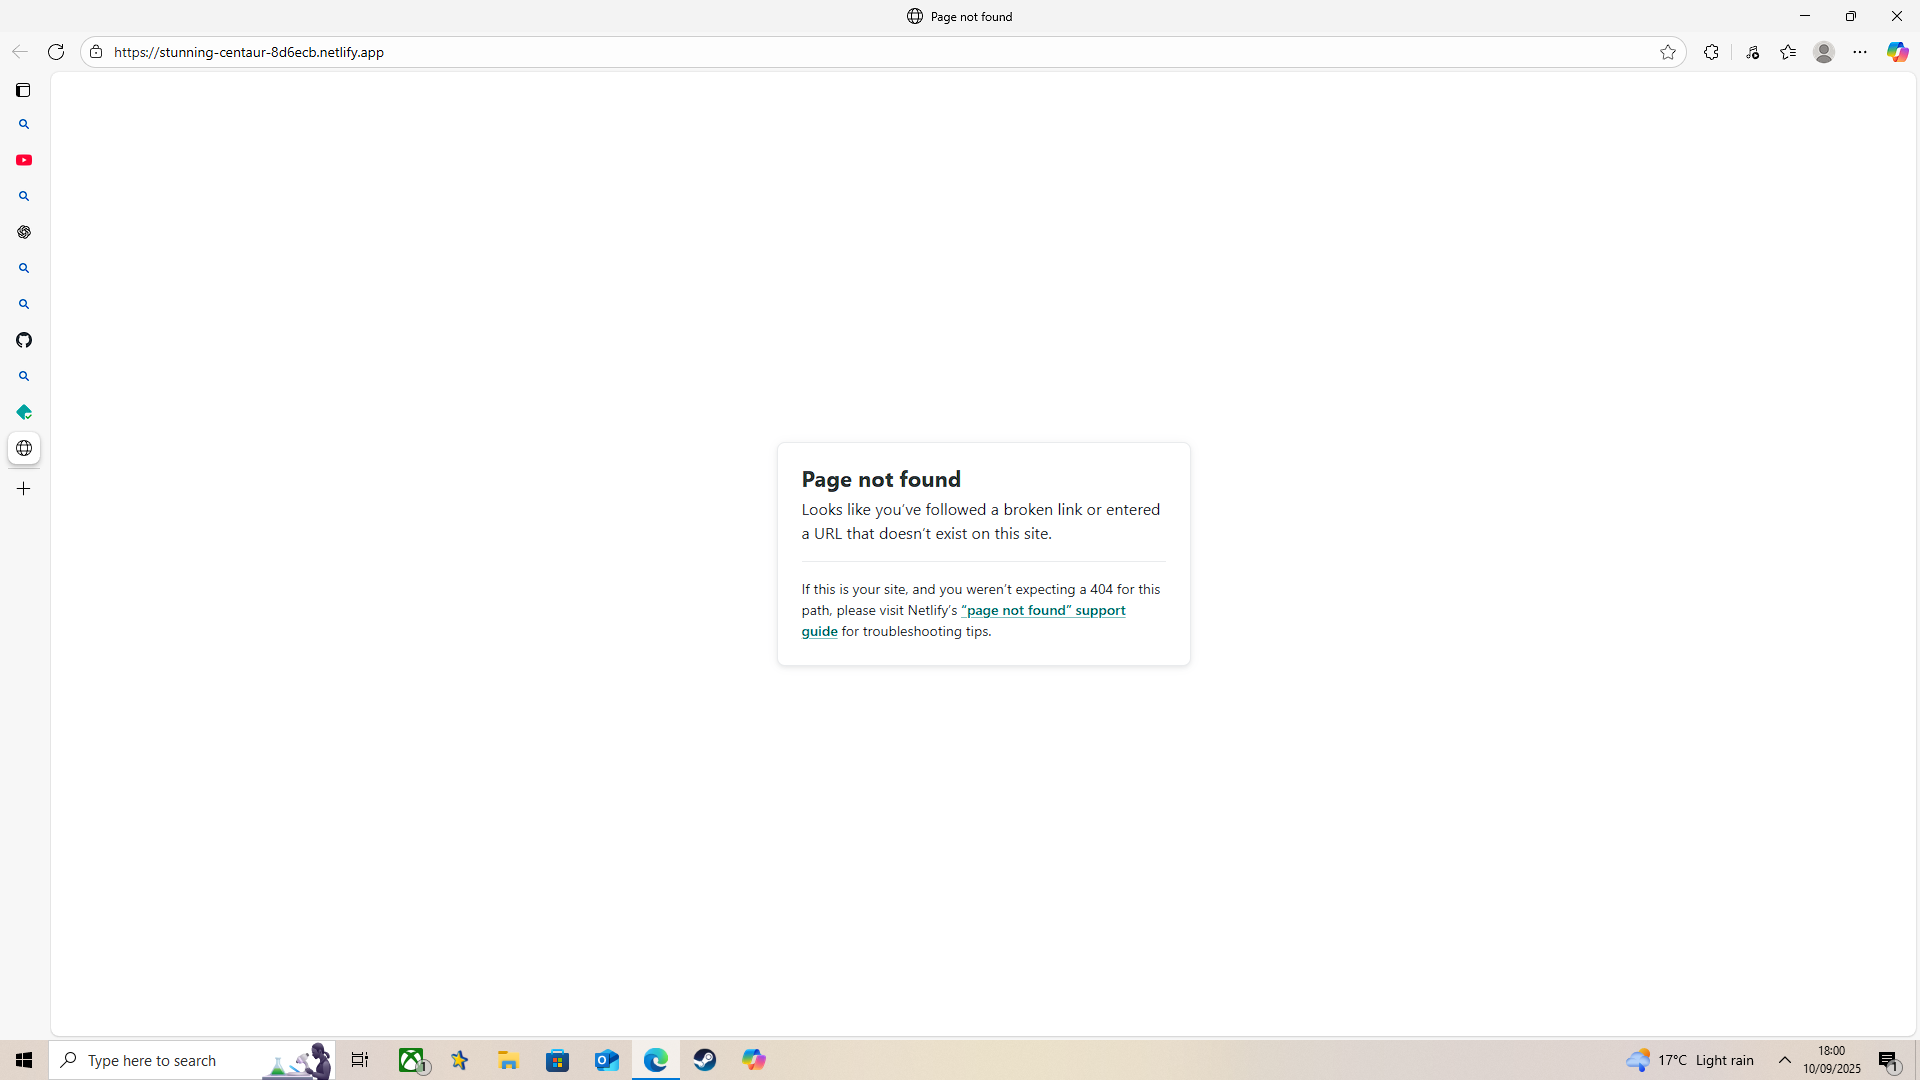 Page not found
https://stunning-centaur-8d6ecb.netlify.app
Page not found
Looks like you’ve followed a broken link or entered
a URL that doesn’t exist on this site.
If this is your site, and you weren’t expecting a 404 for this
path, please visit Netlify’s “page not found” support
guide for troubleshooting tips.
Type here to search
1
17°C Light rain
18:00
10/09/2025
1